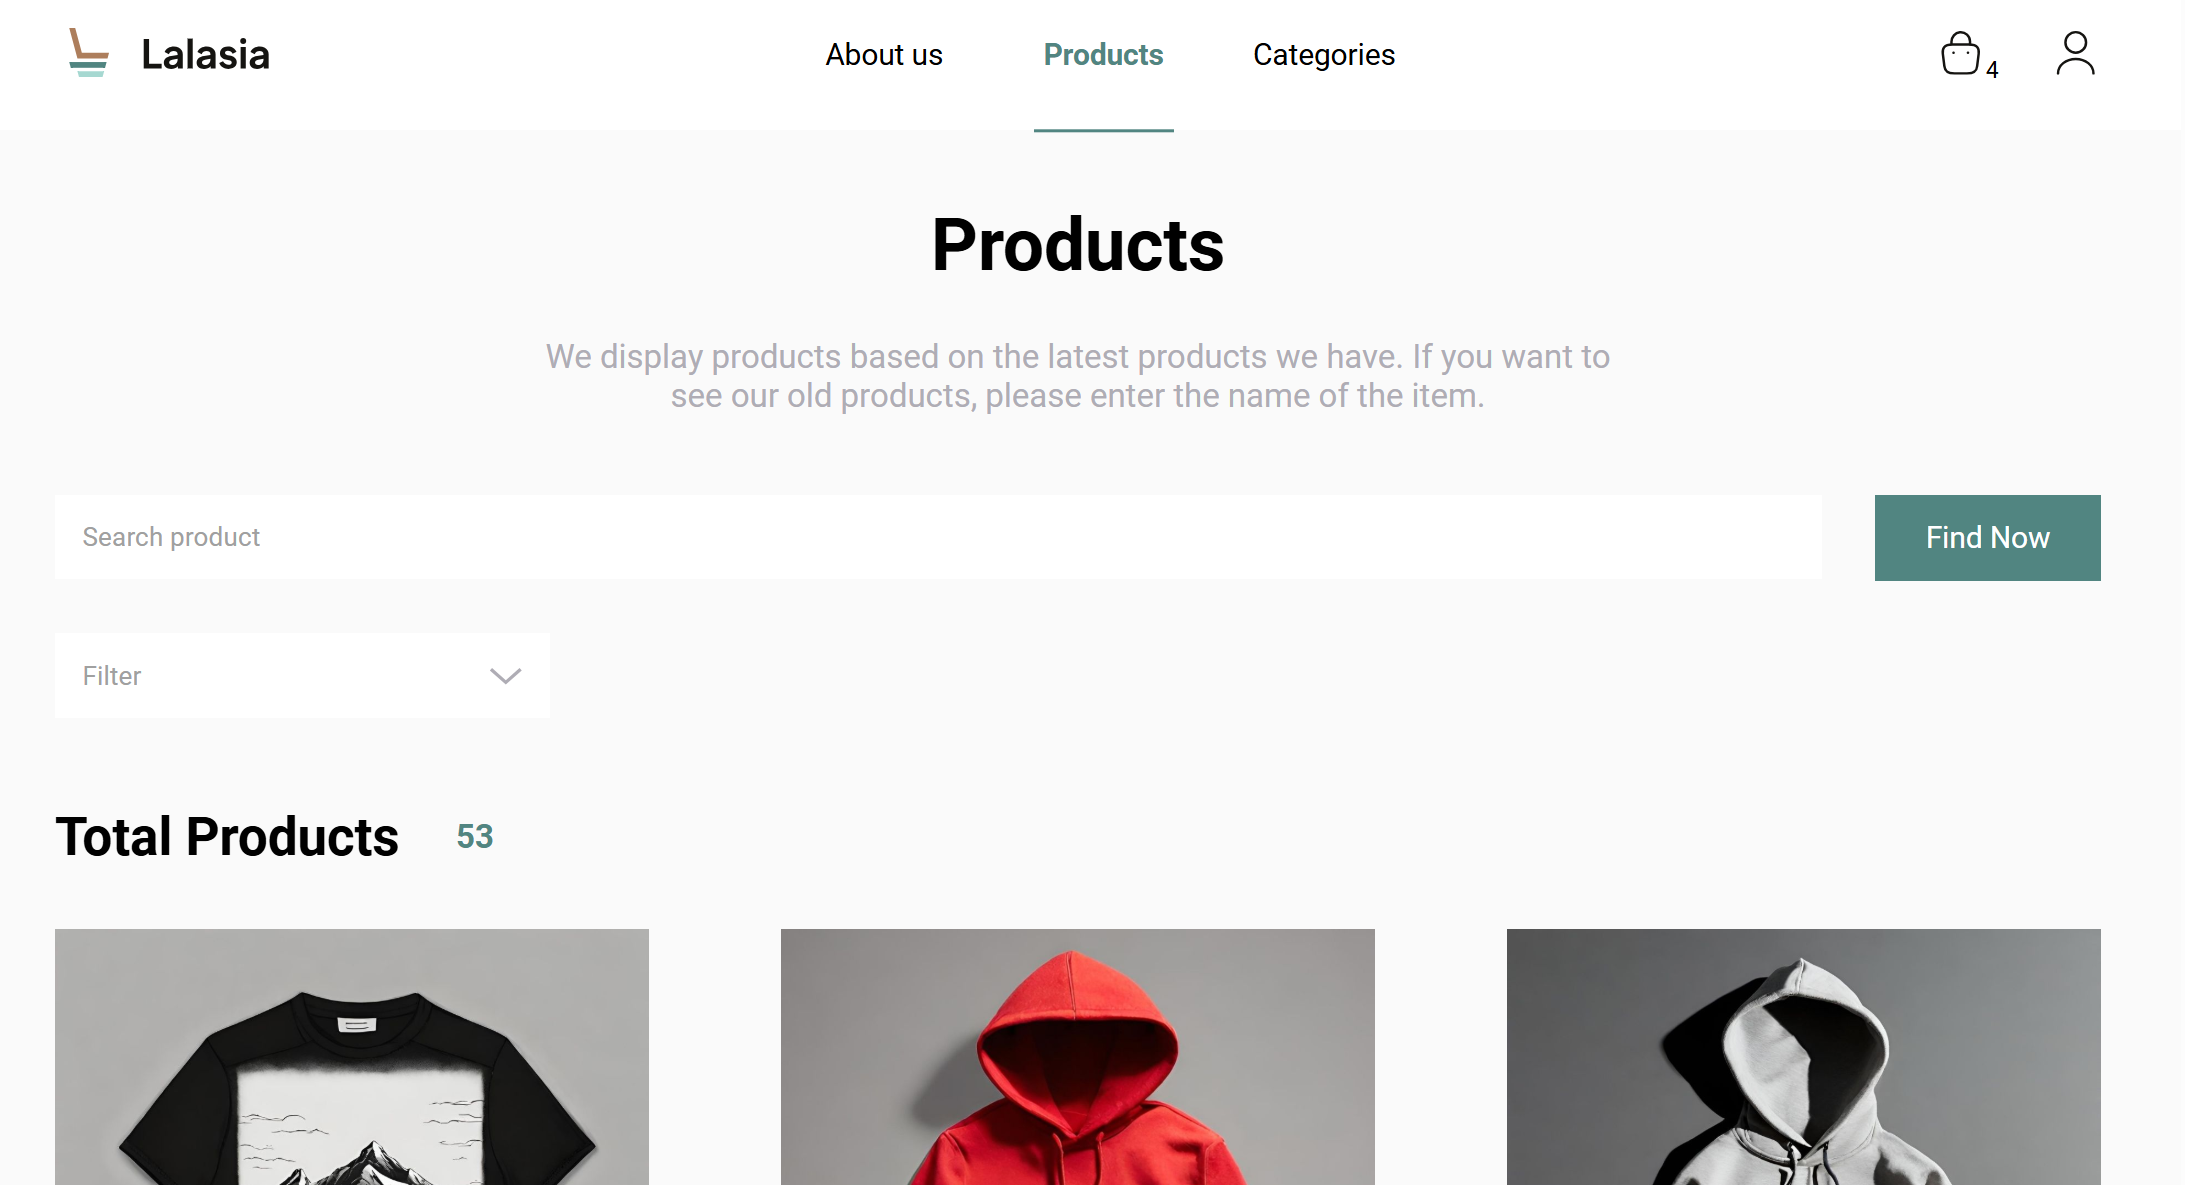 Lalasia
About us
Products
Categories
4
Products
We display products based on the latest products we have. If you want to
see our old products, please enter the name of the item.
Search product
Find Now
Filter
Total Products
53